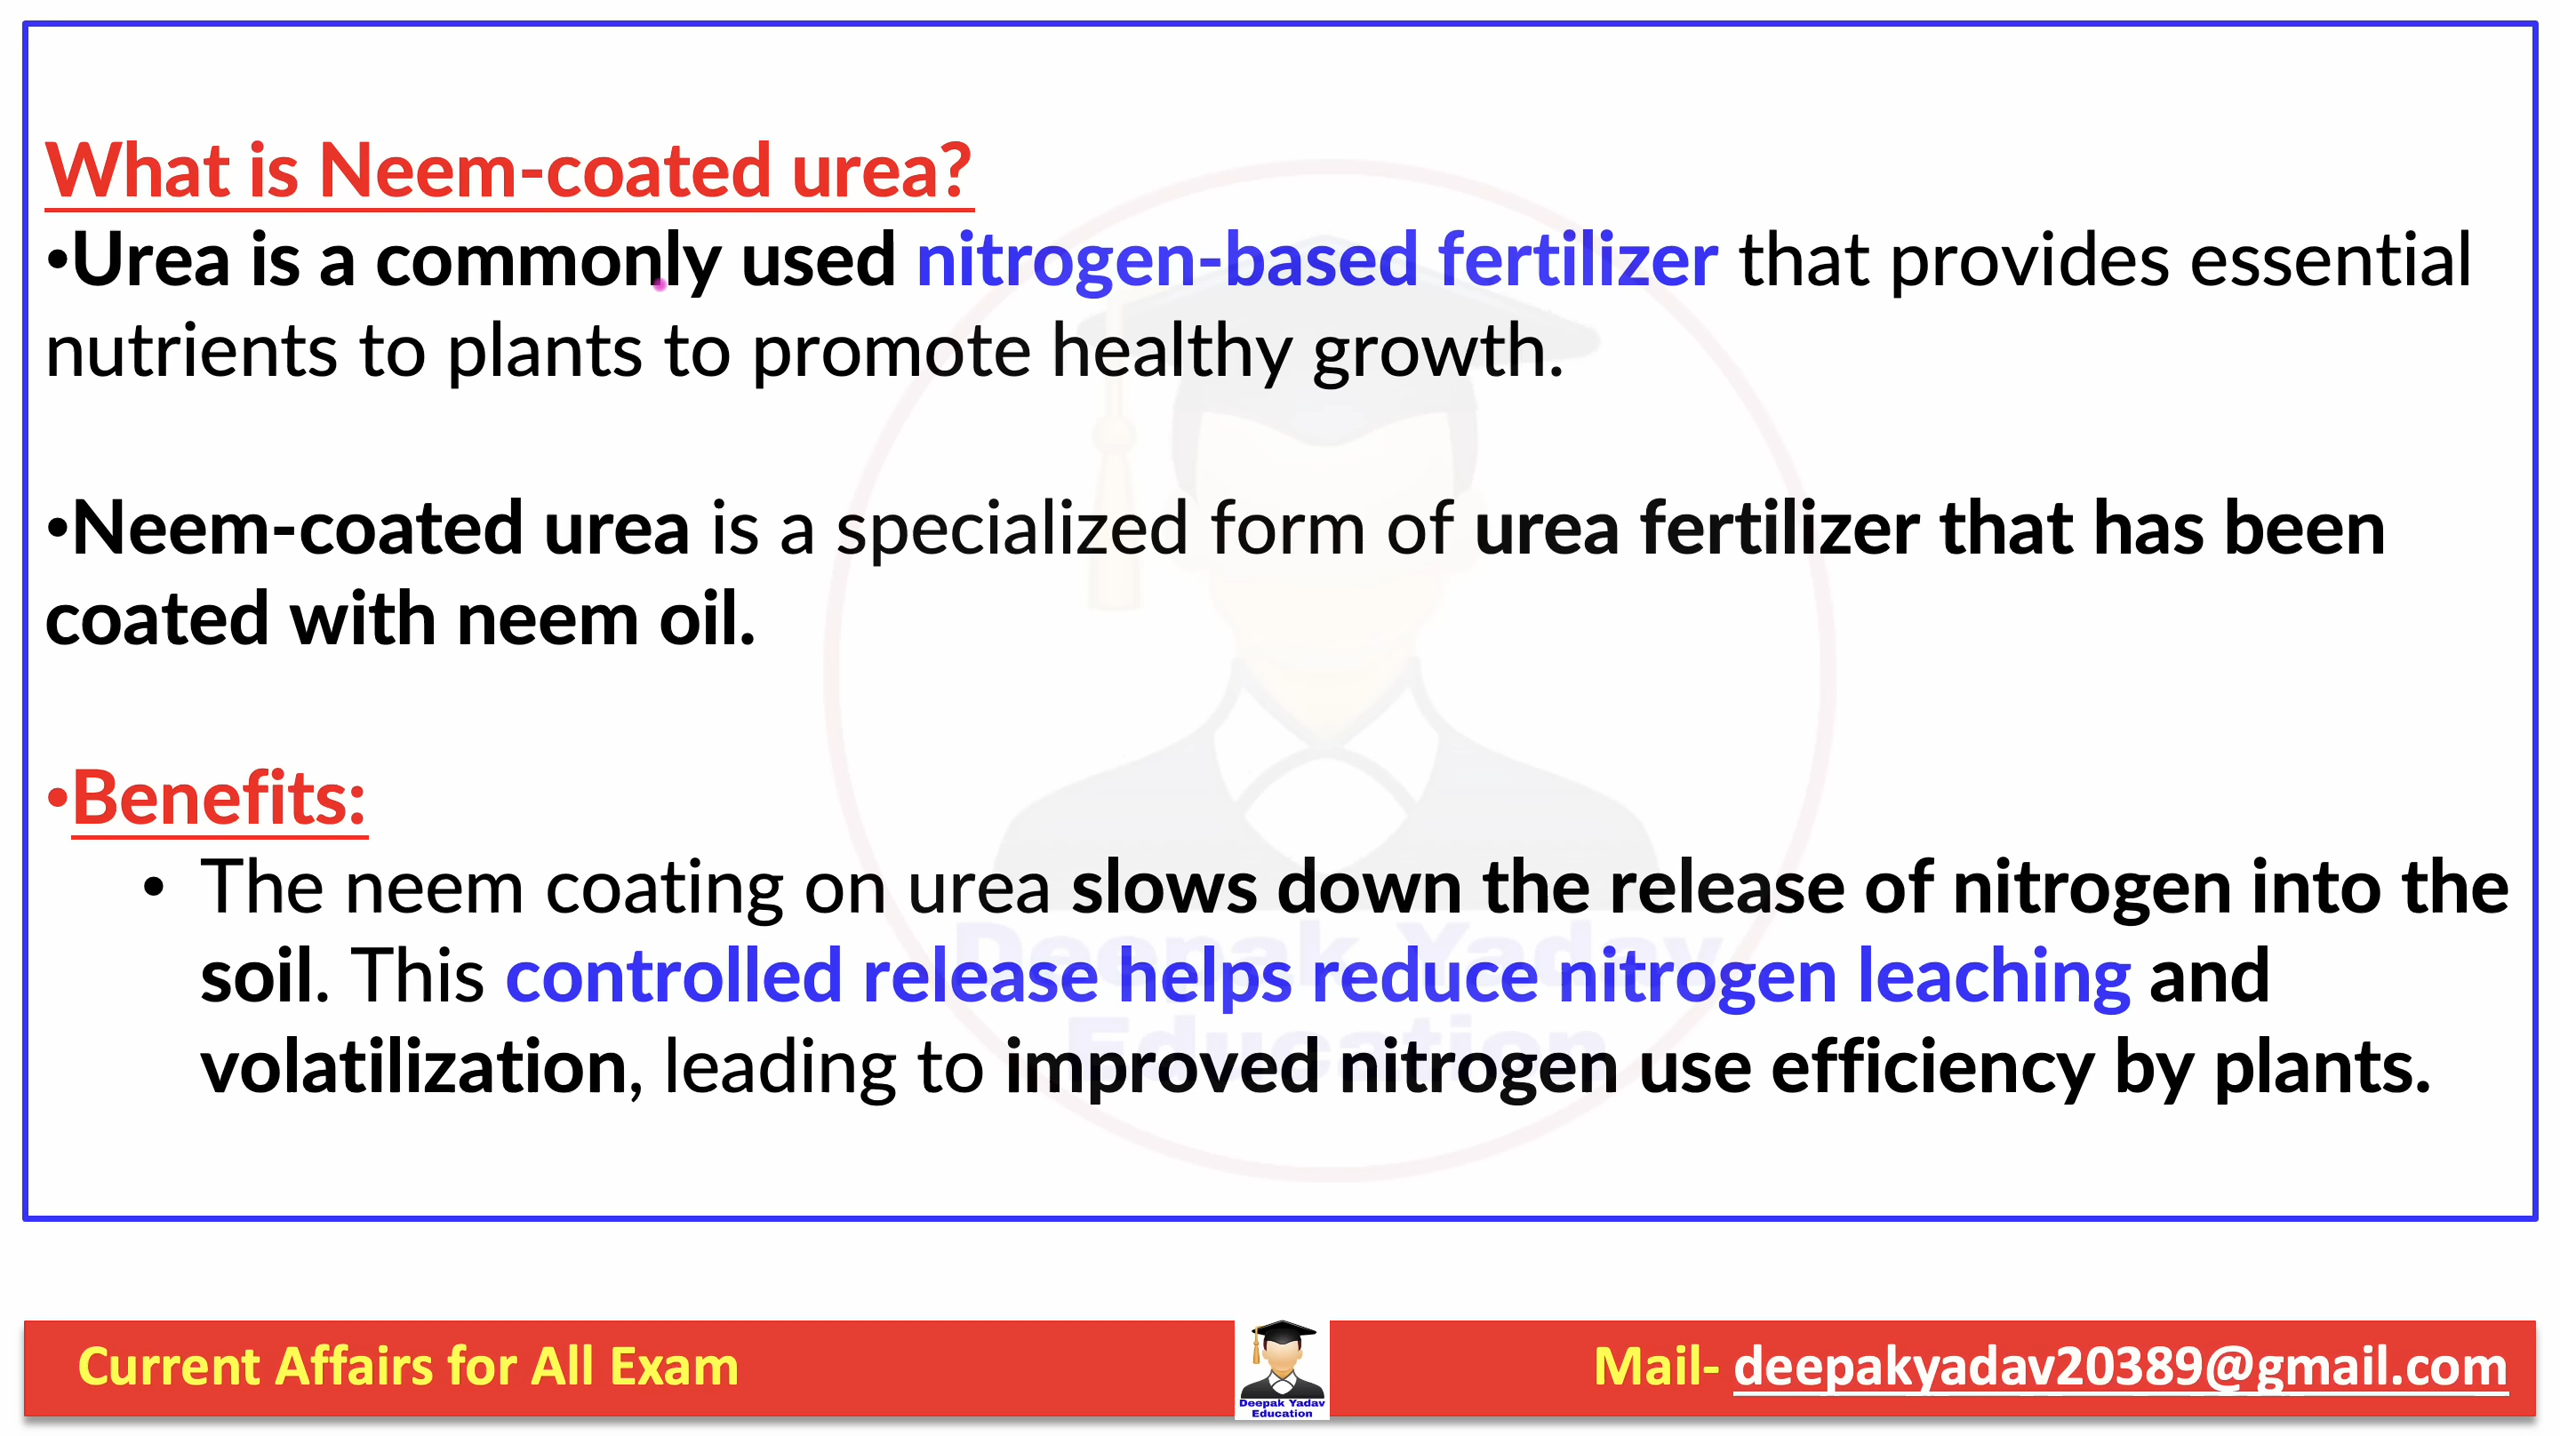 What is Neem-coated urea?
•Urea is a commonly used nitrogen-based fertilizer that provides essential
nutrients to plants to promote healthy growth.
•Neem-coated urea is a specialized form of urea fertilizer that has been
coated with neem oil.
•Benefits:
• The neem coating on urea slows down the release of nitrogen into the
soil. This controlled release helps reduce nitrogen leaching and
volatilization, leading to improved nitrogen use efficiency by plants.
Deepak Yadav
Education
Current Affairs for All Exam
Deepak Yadav
Education
Mail- deepakyadav20389@gmail.com